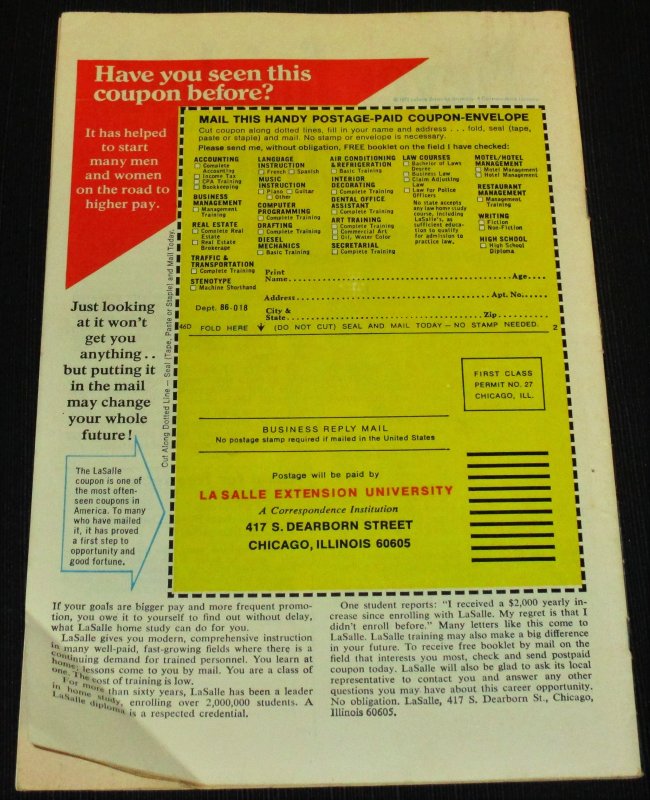 Have you seen this
coupon before?
It has helped
to start
many men
and women
on the road to
higher pay.
Just looking
at it won't
get you
anything . .
but putting it
in the mail
may change
your whole
future!
The LaSalle
coupon is one of
the most often-
seen coupons in
America. To many
who have mailed
it, it has proved
a first step to
opportunity and
good fortune.
Cut Along Dotted Line — Seal (Tape, Paste or Staple) and Mail Today.
MAIL THIS HANDY POSTAGE-PAID COUPON-ENVELOPE
Cut coupon along dotted lines, fill in your name and address . . . fold, seal (tape,
paste or staple) and mail. No stamp or envelope is necessary.
Please send me, without obligation, FREE booklet on the field I have checked:
ACCOUNTING
Complete
Accounting
Income Tax
CPA Training
Bookkeeping
BUSINESS
MANAGEMENT
Management
Training
REAL ESTATE
Complete Real
Estate
Real Estate
Brokerage
TRAFFIC &
TRANSPORTATION
Complete Training
STENOTYPE
Machine Shorthand
LANGUAGE
INSTRUCTION
French Spanish
MUSIC
INSTRUCTION
Piano Guitar
Other
COMPUTER
PROGRAMMING
Complete Training
DRAFTING
Complete Training
DIESEL
MECHANICS
Basic Training
AIR CONDITIONING
& REFRIGERATION
Basic Training
INTERIOR
DECORATING
Complete Training
DENTAL OFFICE
ASSISTANT
Complete Training
ART TRAINING
Complete Training
Commercial Art
Oil, Water Color
SECRETARIAL
Complete Training
LAW COURSES
Bachelor of Laws
Degree
Business Law
Claim Adjusting
Law
Law for Police
Officers
No state accepts
any law home study
course, including
LaSalle's, as
sufficient educa-
tion to qualify
for admission to
practice law.
MOTEL/HOTEL
MANAGEMENT
Motel Management
Hotel Management
RESTAURANT
MANAGEMENT
Management
Training
WRITING
Fiction
Non-Fiction
HIGH SCHOOL
High School
Diploma
Print
Name Age
Address Apt. No.
Dept. 86-018
City &
State Zip
46D FOLD HERE (DO NOT CUT) SEAL AND MAIL TODAY — NO STAMP NEEDED. 2
FIRST CLASS
PERMIT NO. 27
CHICAGO, ILL.
BUSINESS REPLY MAIL
No postage stamp required if mailed in the United States
Postage will be paid by
LA SALLE EXTENSION UNIVERSITY
A Correspondence Institution
417 S. DEARBORN STREET
CHICAGO, ILLINOIS 60605
If your goals are bigger pay and more frequent promo-
tion, you owe it to yourself to find out without delay,
what LaSalle home study can do for you.
LaSalle gives you modern, comprehensive instruction
in many well-paid, fast-growing fields where there is a
continuing demand for trained personnel. You learn at
home; lessons come to you by mail. You are a class of
one. The cost of training is low.
For more than sixty years, LaSalle has been a leader
in home study, enrolling over 2,000,000 students. A
LaSalle diploma is a respected credential.
One student reports: "I received a $2,000 yearly in-
crease since enrolling with LaSalle. My regret is that I
didn't enroll before." Many letters like this come to
LaSalle. LaSalle training may also make a big difference
in your future. To receive free booklet by mail on the
field that interests you most, check and send postpaid
coupon today. LaSalle will also be glad to ask its local
representative to contact you and answer any other
questions you may have about this career opportunity.
No obligation. LaSalle, 417 S. Dearborn St., Chicago,
Illinois 60605.